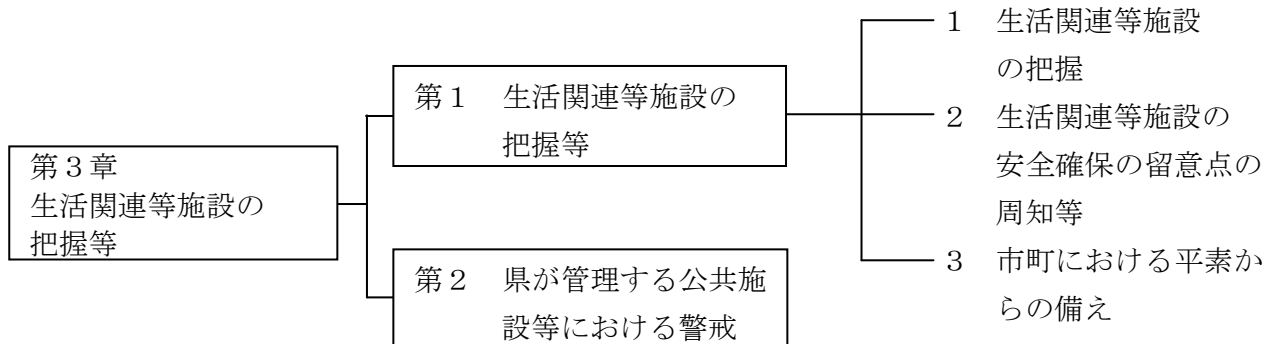 第３章
生活関連等施設の
把握等
第１　生活関連等施設の
把握等
第２　県が管理する公共施
設等における警戒
１　生活関連等施設
の把握
２　生活関連等施設の
安全確保の留意点の
周知等
３　市町における平素か
らの備え